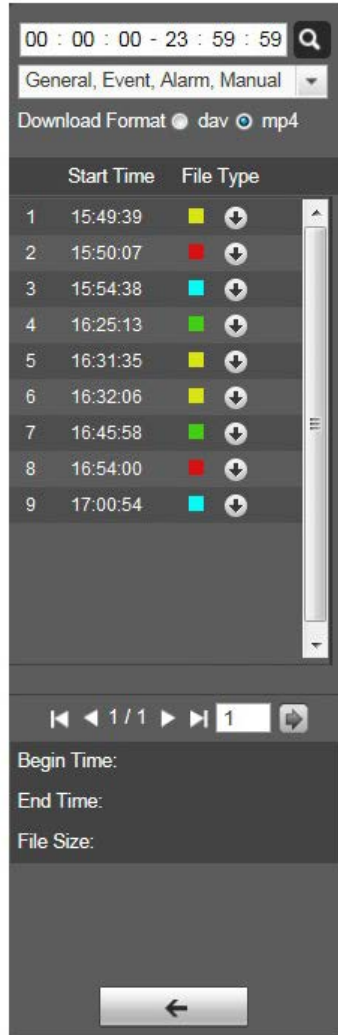 00 : 00 : 00 - 23 : 59 : 59
General, Event, Alarm, Manual
Download Format dav mp4
Start Time File Type
1 15:49:39
2 15:50:07
3 15:54:38
4 16:25:13
5 16:31:35
6 16:32:06
7 16:45:58
8 16:54:00
9 17:00:54
1 / 1 1
Begin Time:
End Time:
File Size: